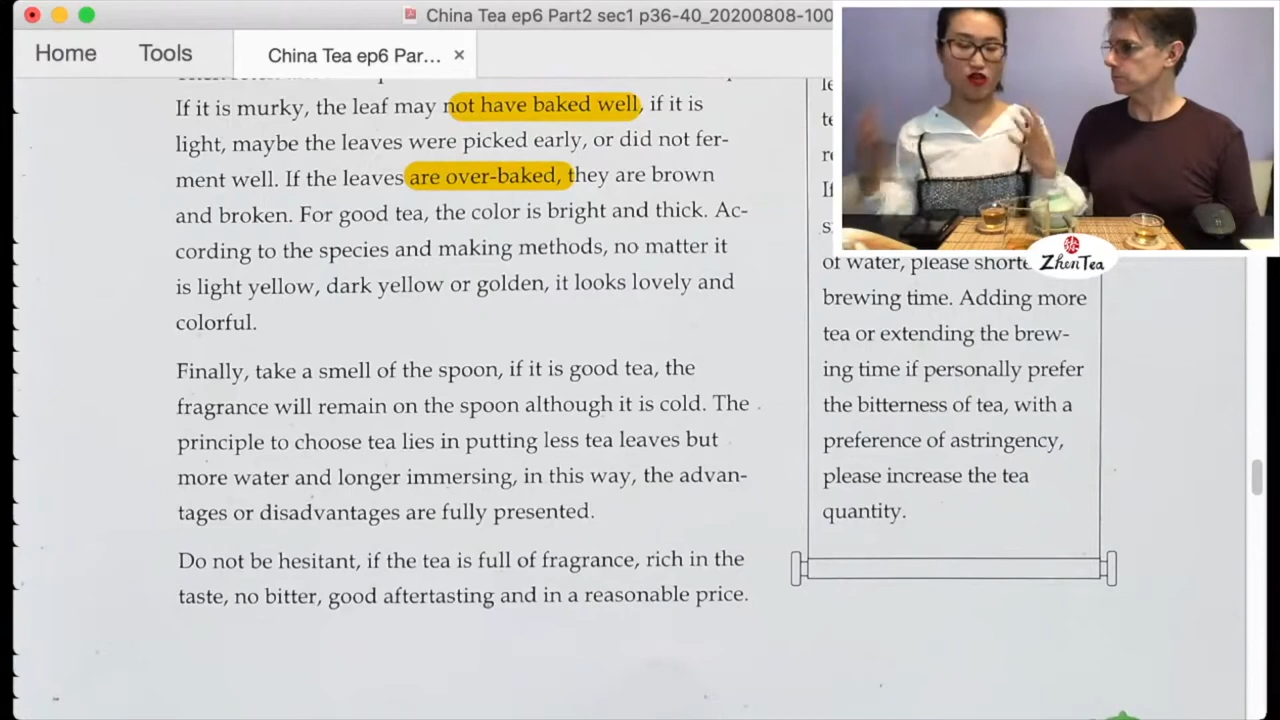 China Tea ep6 Part2 sec1 p36-40_20200808-100
Home Tools China Tea ep6 Par... ×
If it is murky, the leaf may not have baked well, if it is
light, maybe the leaves were picked early, or did not fer-
ment well. If the leaves are over-baked, they are brown
and broken. For good tea, the color is bright and thick. Ac-
cording to the species and making methods, no matter it
is light yellow, dark yellow or golden, it looks lovely and
colorful.
Finally, take a smell of the spoon, if it is good tea, the
fragrance will remain on the spoon although it is cold. The
principle to choose tea lies in putting less tea leaves but
more water and longer immersing, in this way, the advan-
tages or disadvantages are fully presented.
Do not be hesitant, if the tea is full of fragrance, rich in the
taste, no bitter, good aftertasting and in a reasonable price.
ZhenTea
of water, please
brewing time. Adding more
tea or extending the brew-
ing time if personally prefer
the bitterness of tea, with a
preference of astringency,
please increase the tea
quantity.